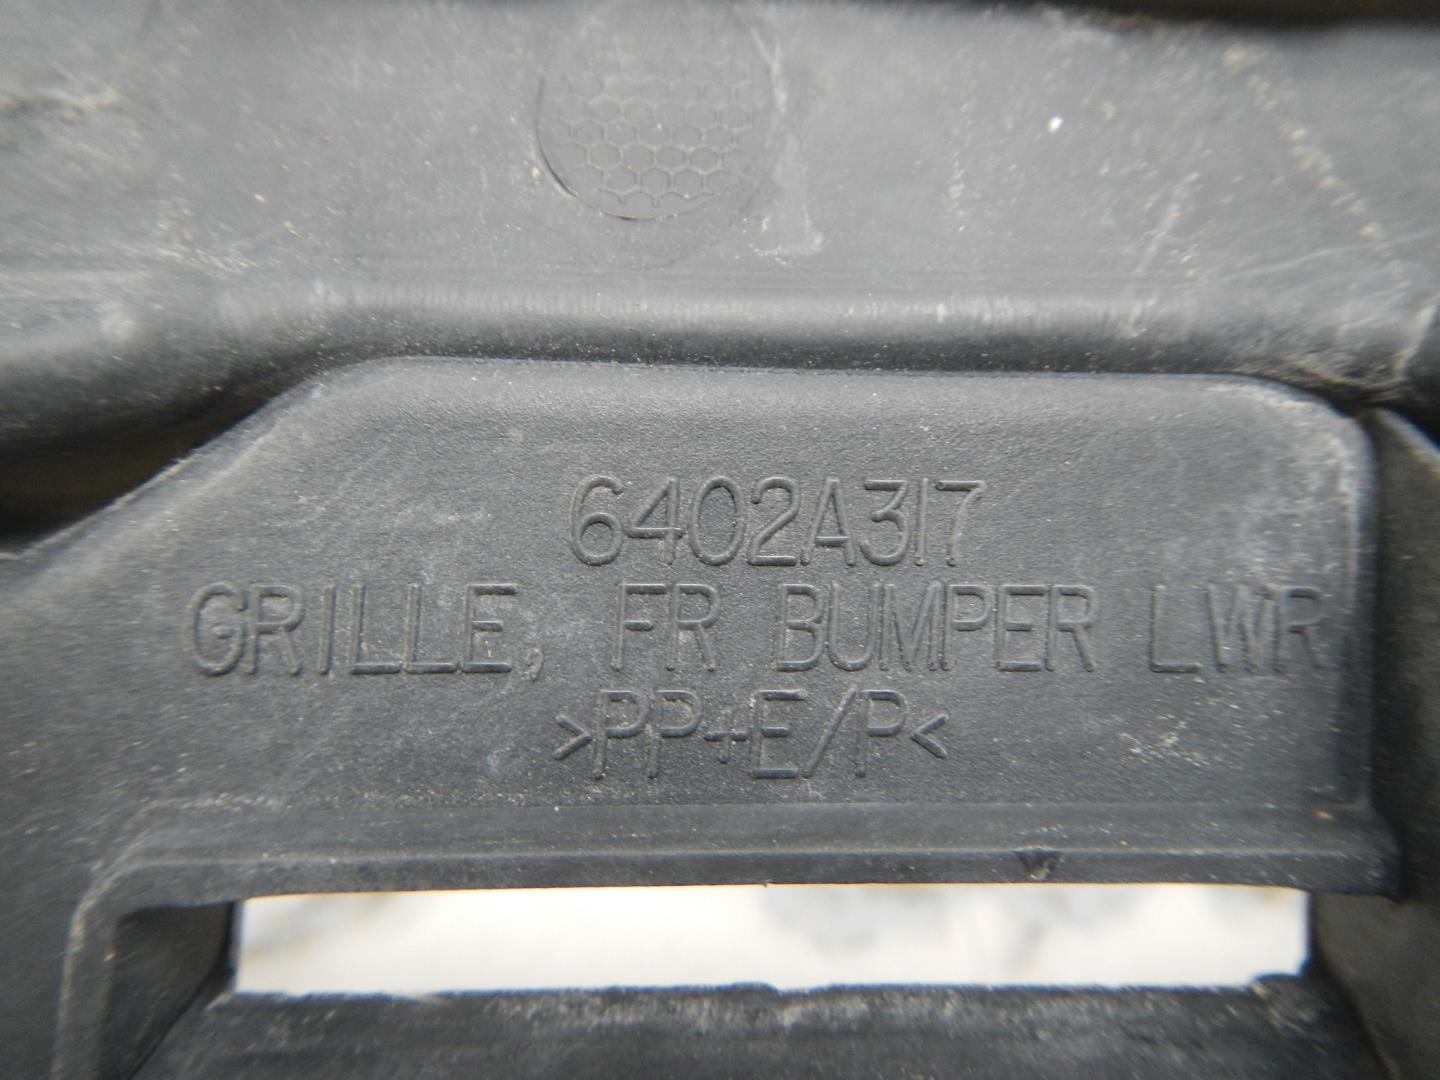 6402A317
GRILLE, FR BUMPER LWR
>PP+E/P<